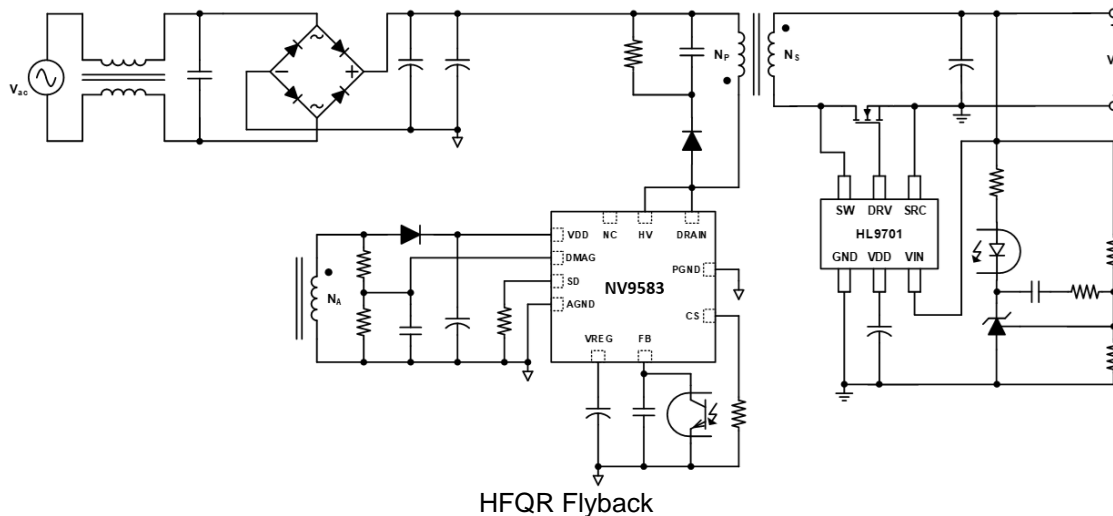 Vac
NP
NS
V
SW DRV SRC
HL9701
GND VDD VIN
VDD NC HV DRAIN
DMAG
PGND
NV9583
NA
SD
AGND
CS
VREG FB
HFQR Flyback